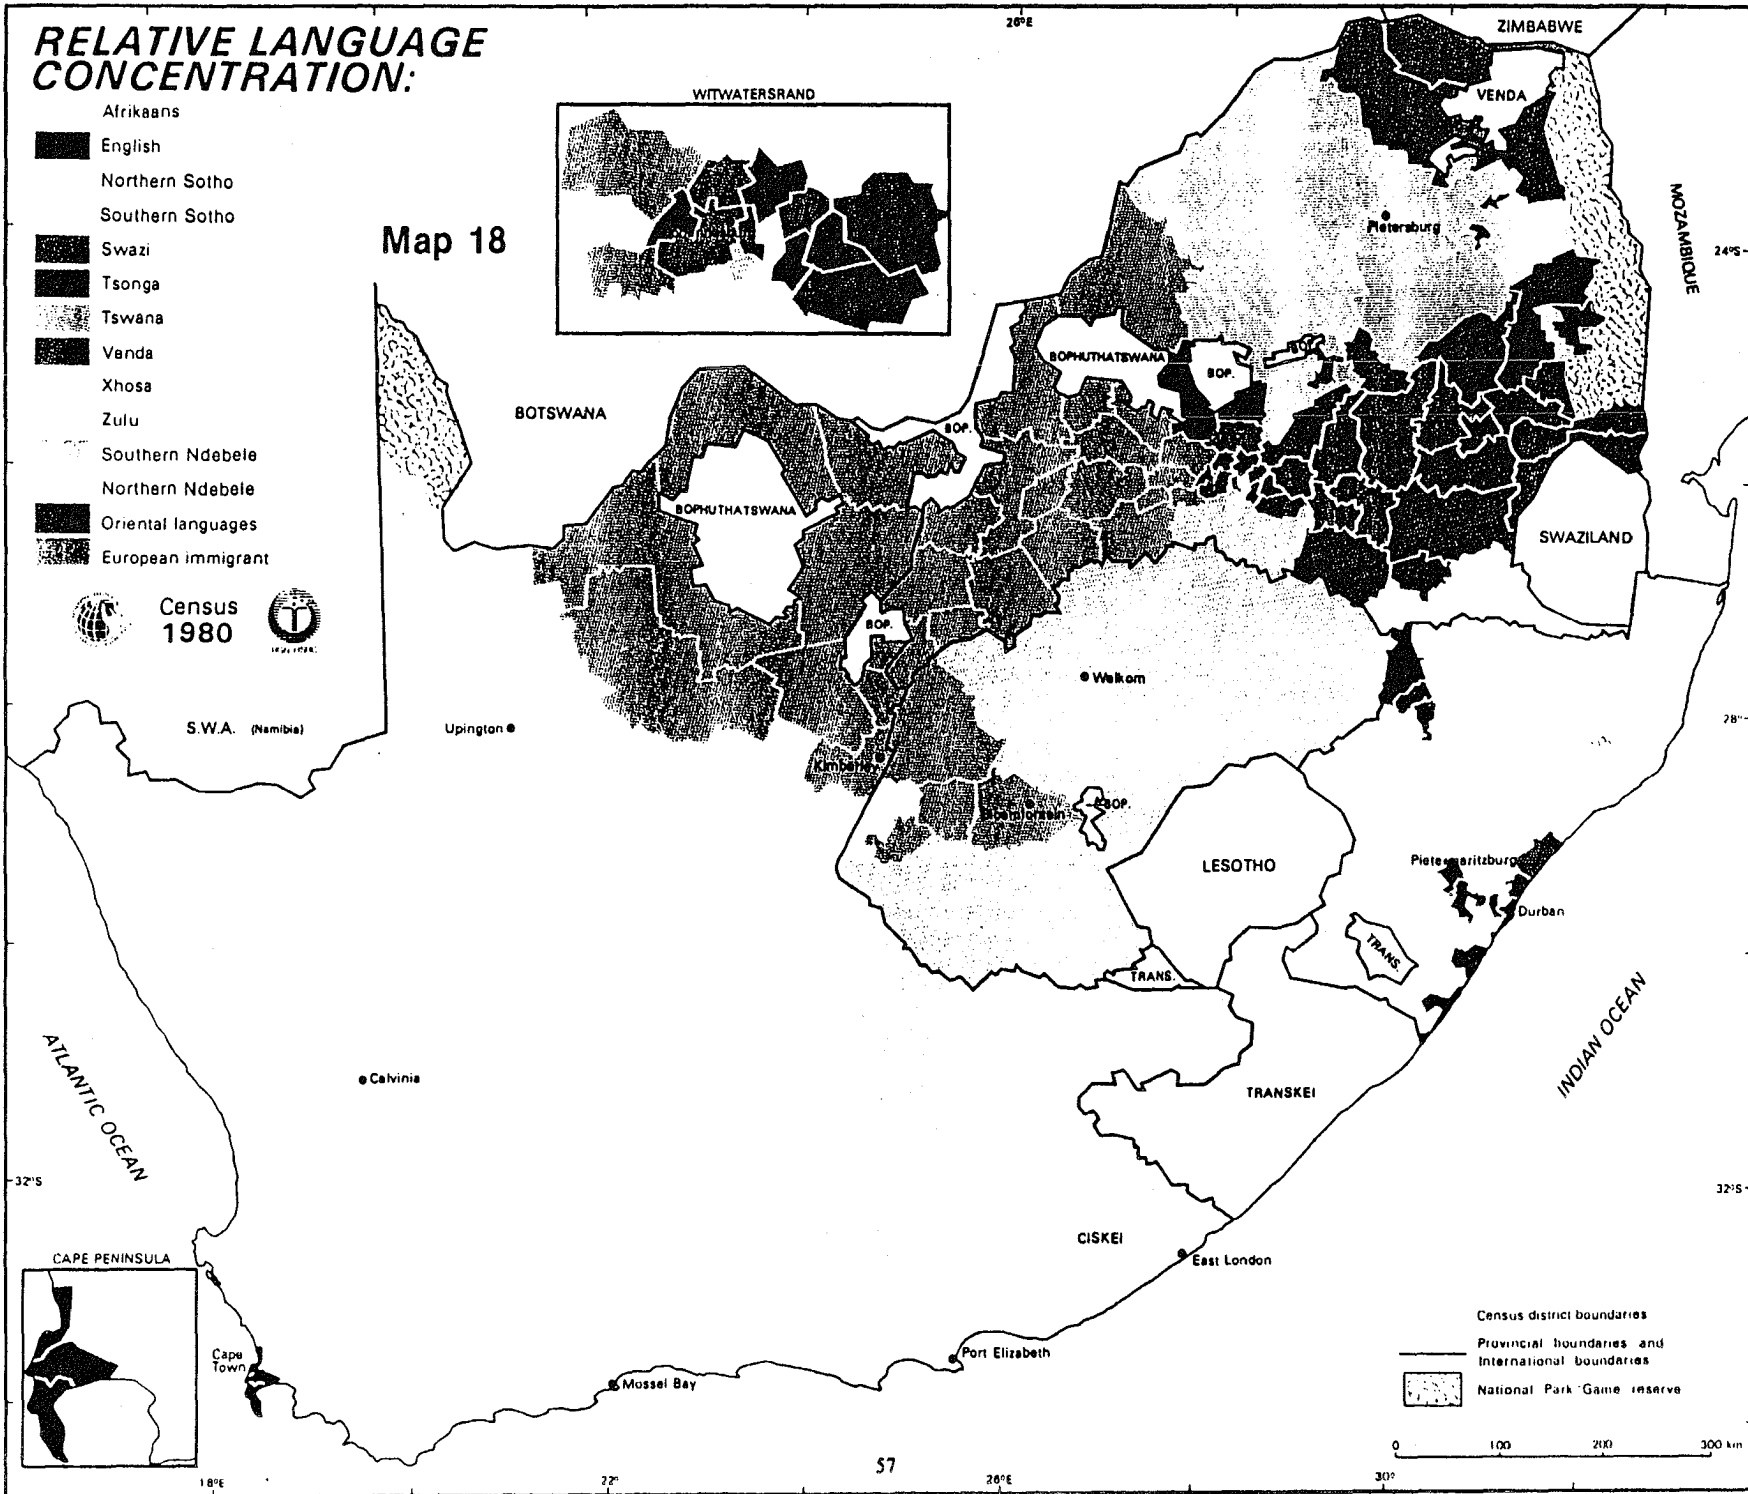 RELATIVE LANGUAGE
CONCENTRATION:
Afrikaans
English
Northern Sotho
Southern Sotho
Swazi
Tsonga
Tswana
Venda
Xhosa
Zulu
Southern Ndebele
Northern Ndebele
Oriental languages
European immigrant
Census
1980
Map 18
WITWATERSRAND
26°E
ZIMBABWE
VENDA
MOZAMBIQUE
24°S
Pietersburg
BOPHUTHATSWANA
BOP.
BOTSWANA
BOP.
BOPHUTHATSWANA
SWAZILAND
BOP.
Welkom
S.W.A. (Namibia)
Upington
28°
Kimberley
BOP.
Bloemfontein
LESOTHO
Pietermaritzburg
Durban
TRANS.
TRANS.
INDIAN OCEAN
ATLANTIC OCEAN
Calvinia
TRANSKEI
32°S
32°S
CISKEI
East London
CAPE PENINSULA
Cape
Town
Port Elizabeth
Mossel Bay
Census district boundaries
Provincial boundaries and
International boundaries
National Park Game reserve
0 100 200 300 km
57
18°E
22°
26°E
30°